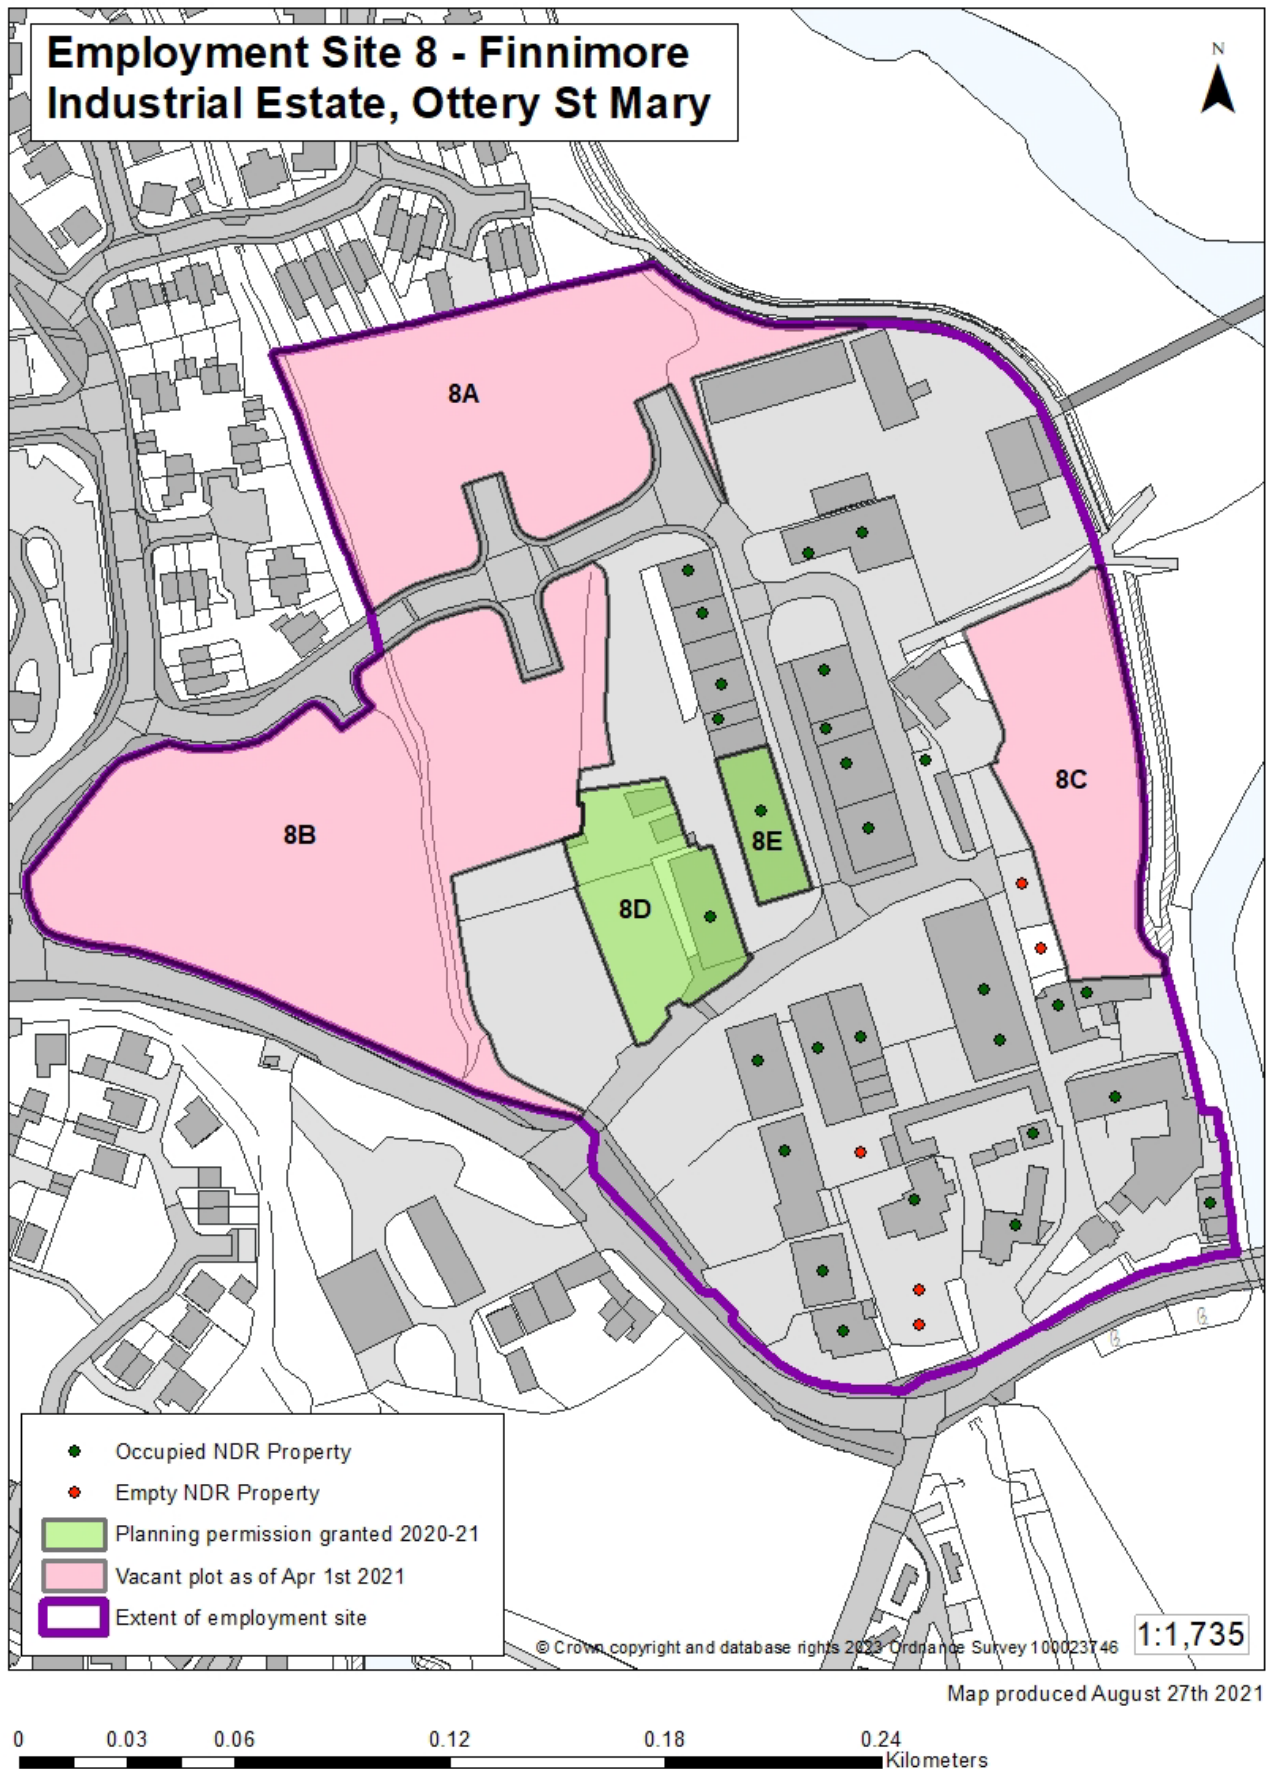 Employment Site 8 - Finnimore
Industrial Estate, Ottery St Mary
N
8A
8B
8C
8D
8E
Occupied NDR Property
Empty NDR Property
Planning permission granted 2020-21
Vacant plot as of Apr 1st 2021
Extent of employment site
© Crown copyright and database rights 2023 Ordnance Survey 100023746
1:1,735
Map produced August 27th 2021
0 0.03 0.06 0.12 0.18 0.24
Kilometers